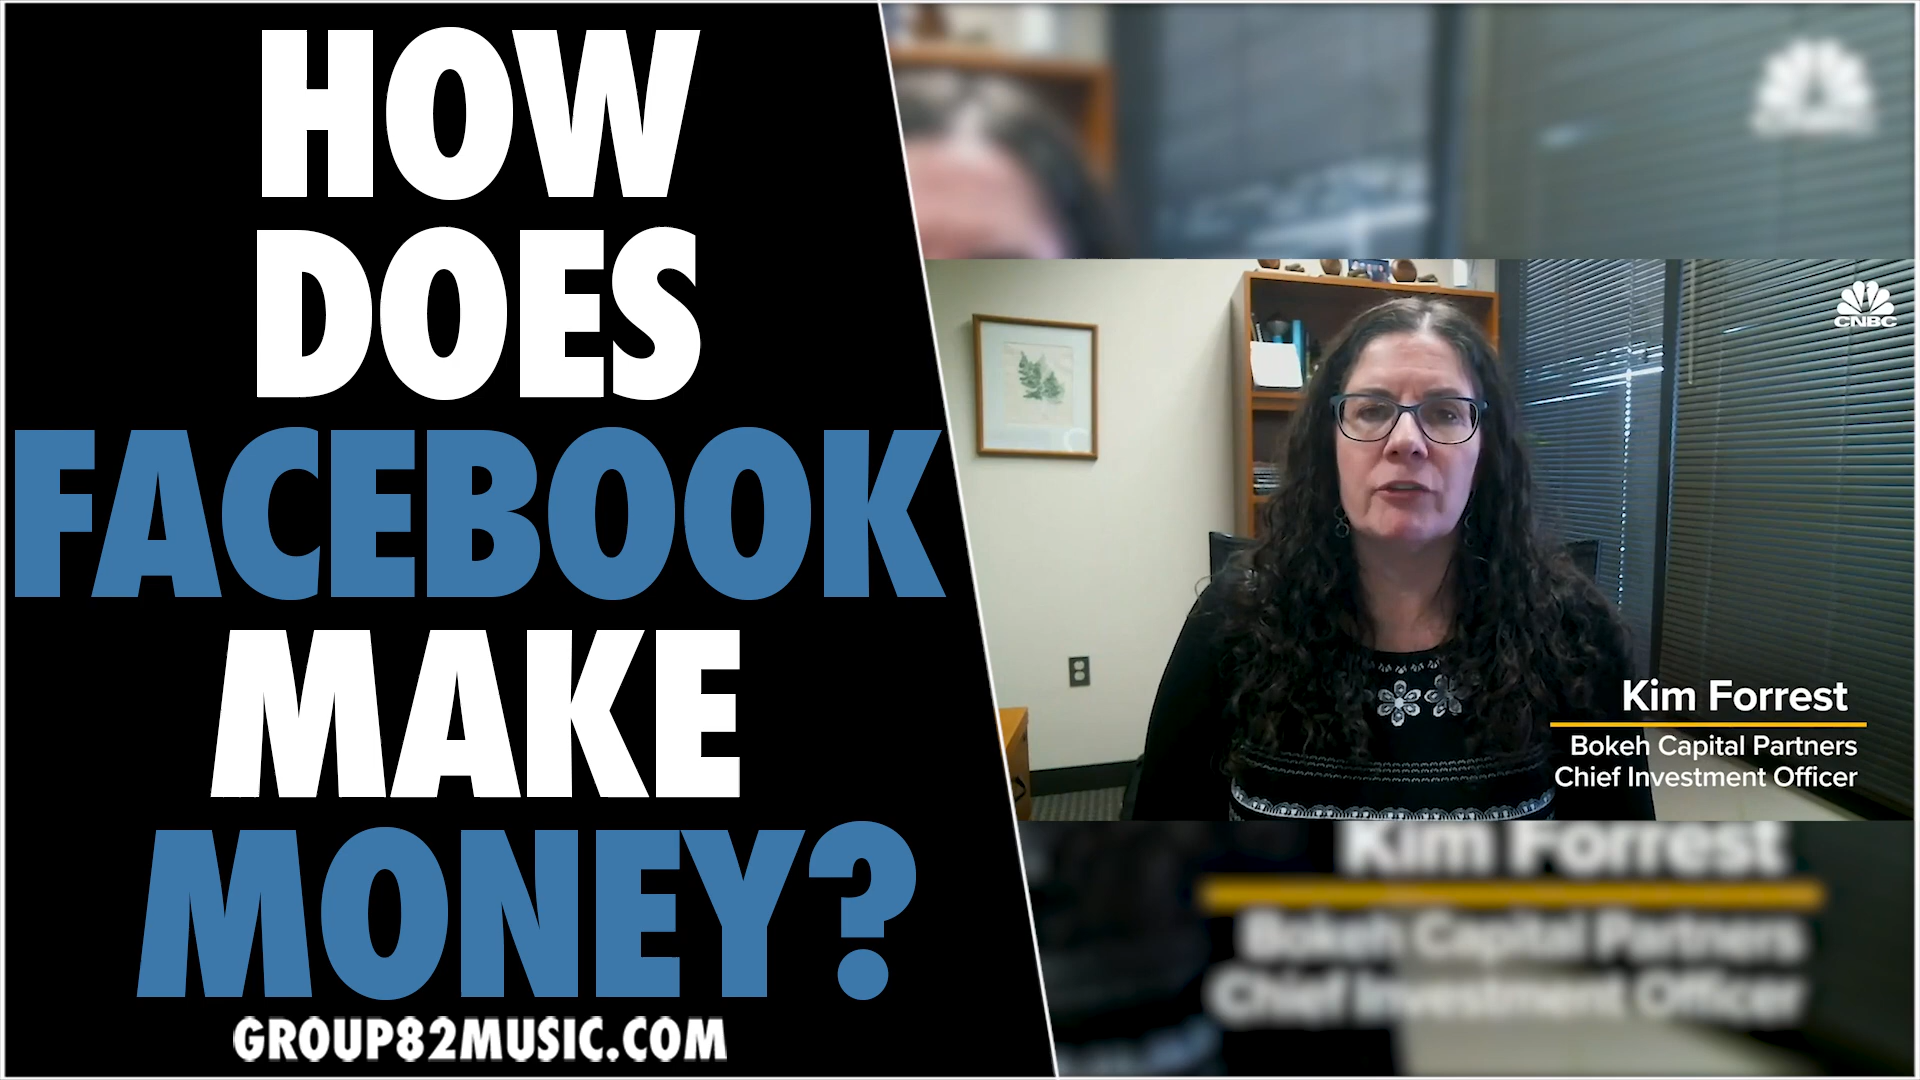 HOW
DOES
FACEBOOK
MAKE
MONEY?
GROUP82MUSIC.COM
CNBC
Kim Forrest
Bokeh Capital Partners
Chief Investment Officer
Kim Forrest
Bokeh Capital Partners
Chief Investment Officer